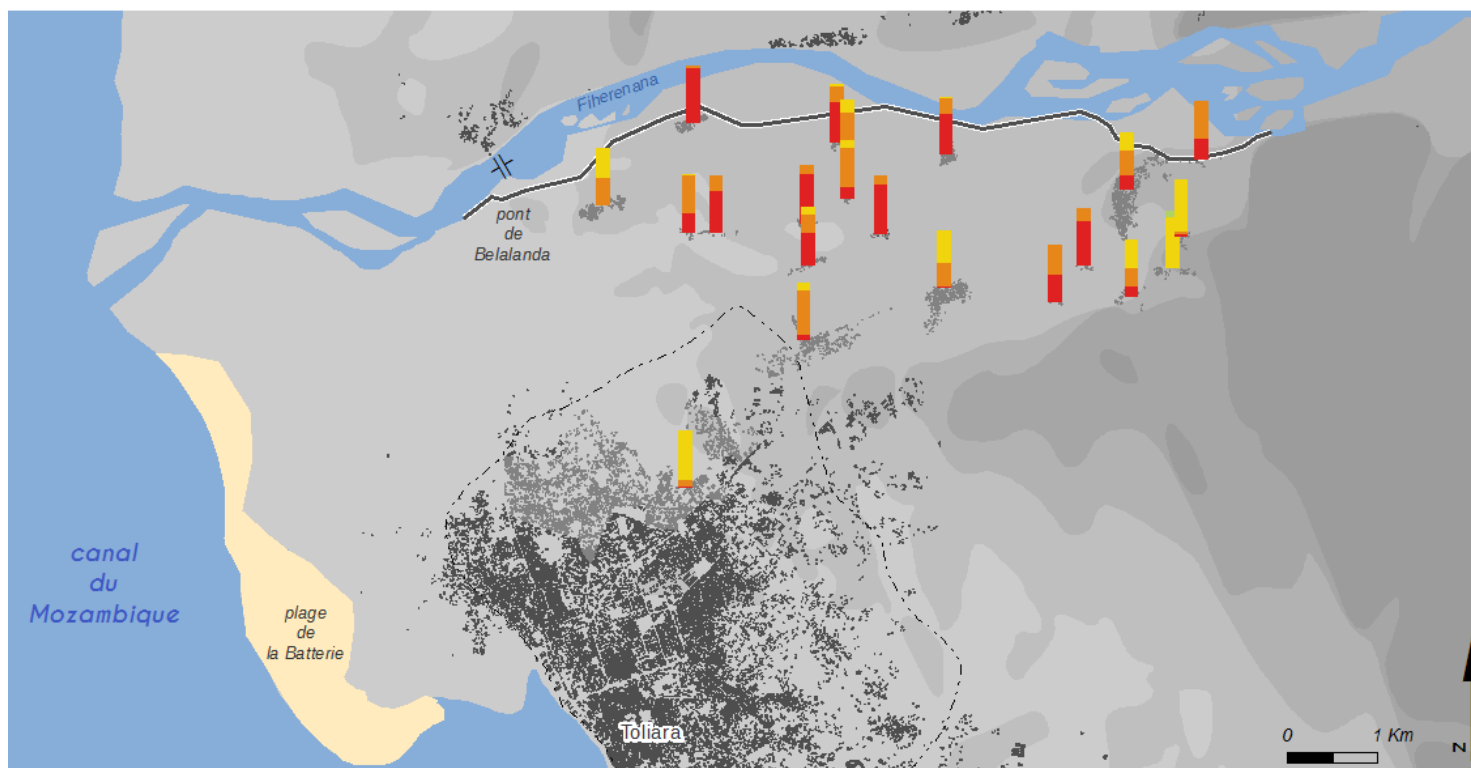 Fiherenana
pont
de
Belalanda
canal
du
Mozambique
plage
de
la Batterie
Toliara
0 1 Km
N